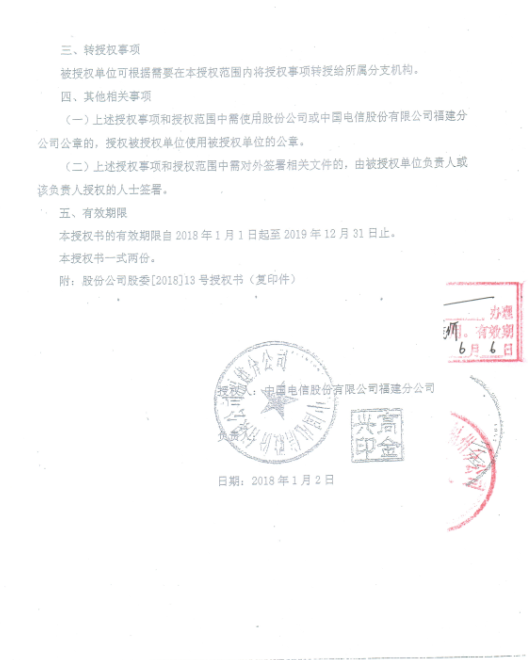 三、转授权事项
被授权单位可根据需要在本授权范围内将授权事项转授给所属分支机构。
四、其他相关事项
（一）上述授权事项和授权范围中需使用股份公司或中国电信股份有限公司福建分
公司公章的，授权被授权单位使用被授权单位的公章。
（二）上述授权事项和授权范围中需对外签署相关文件的，由被授权单位负责人或
该负责人授权的人士签署。
五、有效期限
本授权书的有效期限自 2018 年 1 月 1 日起至 2019 年 12 月 31 日止。
本授权书一式两份。
附：股份公司股委[2018]13 号授权书（复印件）
办理
用。有效期
6 月 6 日
授权人：中国电信股份有限公司福建分公司
负责
高金
兴印
日期：2018 年 1 月 2 日